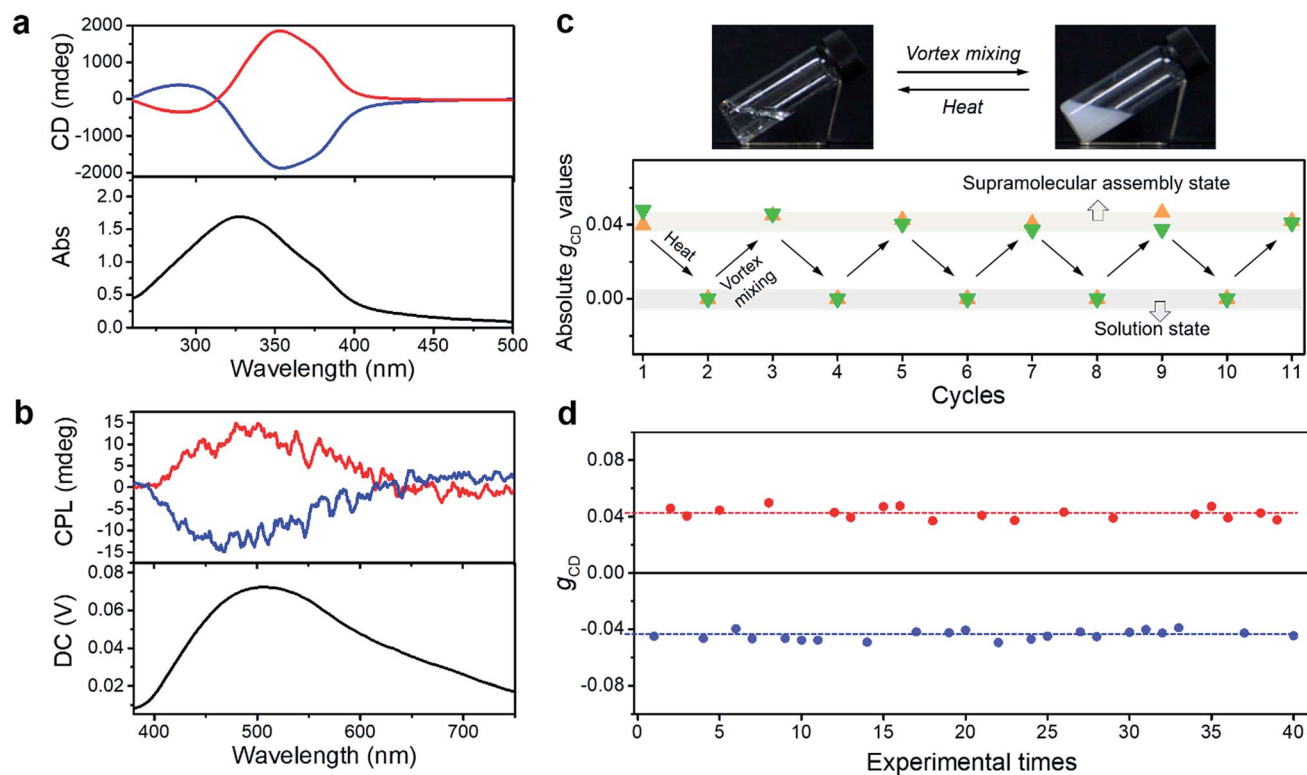 a
CD (mdeg)
2000
1000
0
-1000
-2000
Abs
2.0
1.5
1.0
0.5
0.0
300 350 400 450 500
Wavelength (nm)
b
CPL (mdeg)
15
10
5
0
-5
-10
-15
DC (V)
0.08
0.06
0.04
0.02
400 500 600 700
Wavelength (nm)
c
Vortex mixing
Heat
Absolute gCD values
0.04
0.00
Supramolecular assembly state
Heat
Vortex
mixing
Solution state
1 2 3 4 5 6 7 8 9 10 11
Cycles
d
gCD
0.08
0.04
0.00
-0.04
-0.08
0 5 10 15 20 25 30 35 40
Experimental times